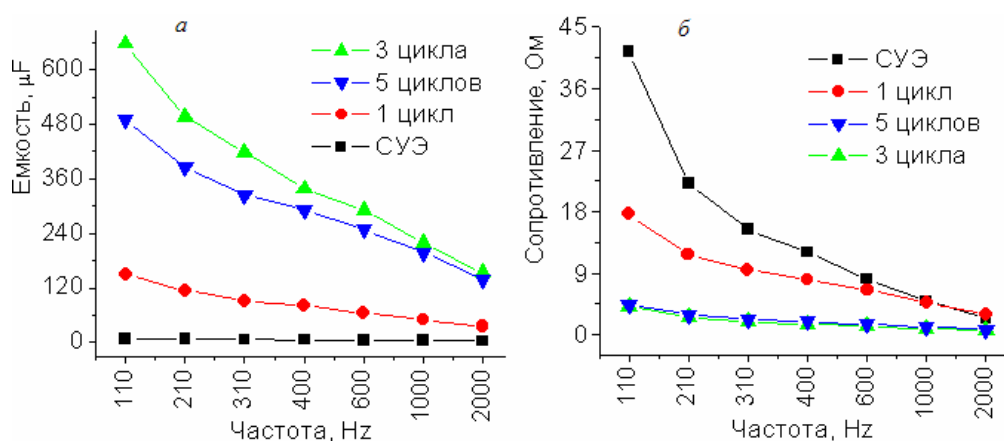 а
3 цикла
5 циклов
1 цикл
СУЭ
600
480
360
240
120
0
Емкость, μF
110
210
310
400
600
1000
2000
Частота, Hz
б
СУЭ
1 цикл
5 циклов
3 цикла
45
36
27
18
9
0
Сопротивление, Ом
110
210
310
400
600
1000
2000
Частота, Hz